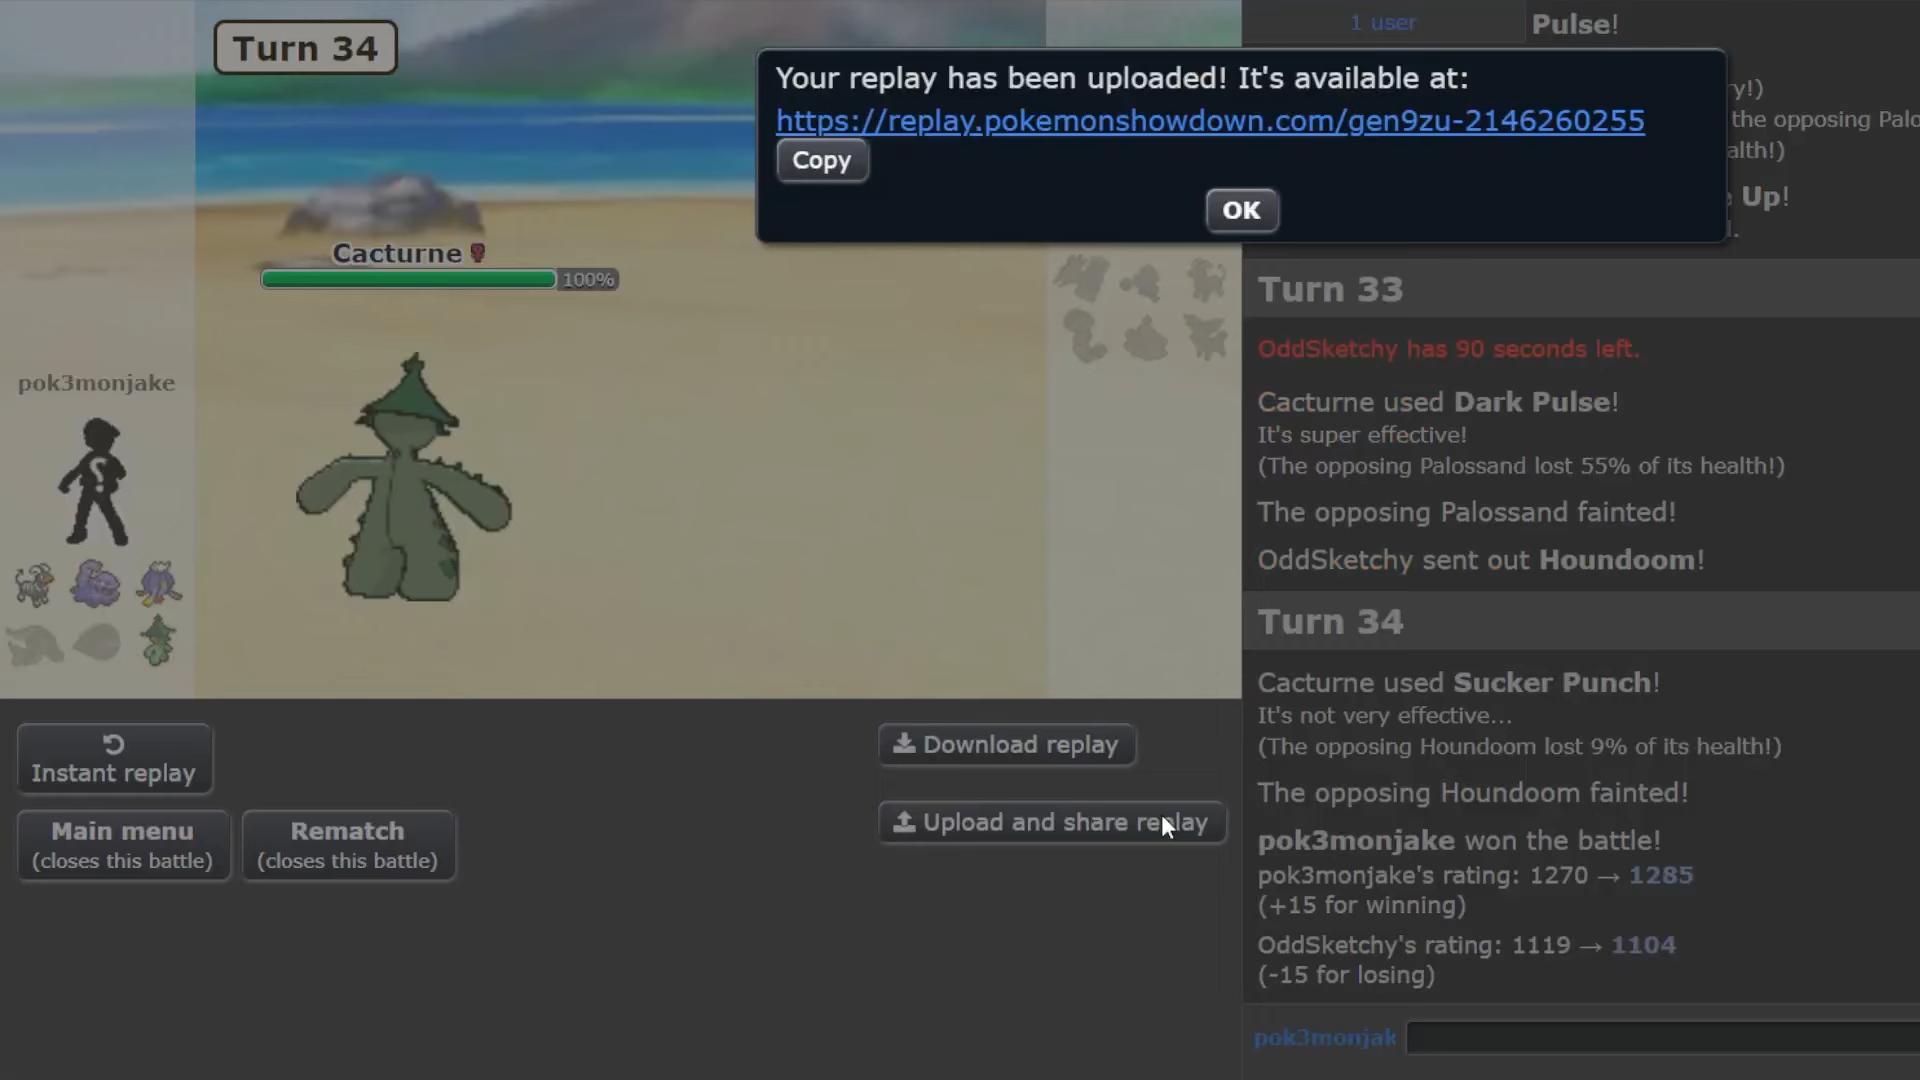 Turn 34
Your replay has been uploaded! It's available at:
https://replay.pokemonshowdown.com/gen9zu-2146260255
Copy
OK
Cacturne
100%
pok3monjake
Instant replay
Main menu
(closes this battle)
Rematch
(closes this battle)
Download replay
Upload and share replay
1 user
Pulse!
the opposing
Up!
Turn 33
OddSketchy has 90 seconds left.
Cacturne used Dark Pulse!
It's super effective!
(The opposing Palossand lost 55% of its health!)
The opposing Palossand fainted!
OddSketchy sent out Houndoom!
Turn 34
Cacturne used Sucker Punch!
It's not very effective...
(The opposing Houndoom lost 9% of its health!)
The opposing Houndoom fainted!
pok3monjake won the battle!
pok3monjake's rating: 1270 → 1285
(+15 for winning)
OddSketchy's rating: 1119 → 1104
(-15 for losing)
pok3monjak